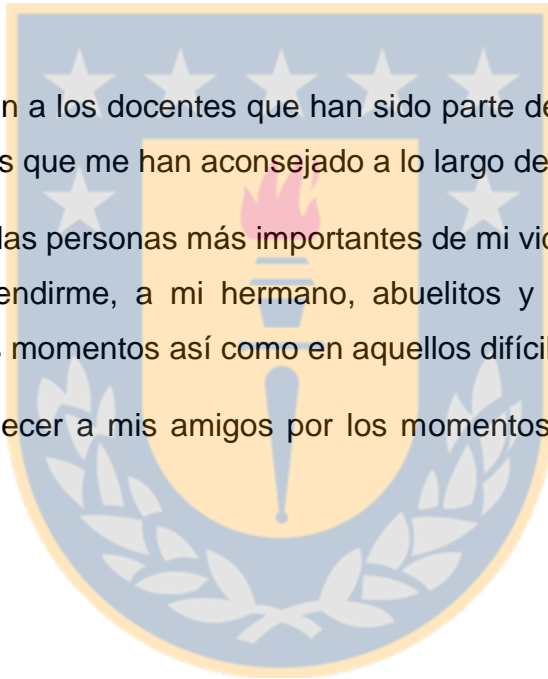 n a los docentes que han sido parte de
s que me han aconsejado a lo largo de
las personas más importantes de mi vid
endirme, a mi hermano, abuelitos y
s momentos así como en aquellos difícil
ecer a mis amigos por los momentos